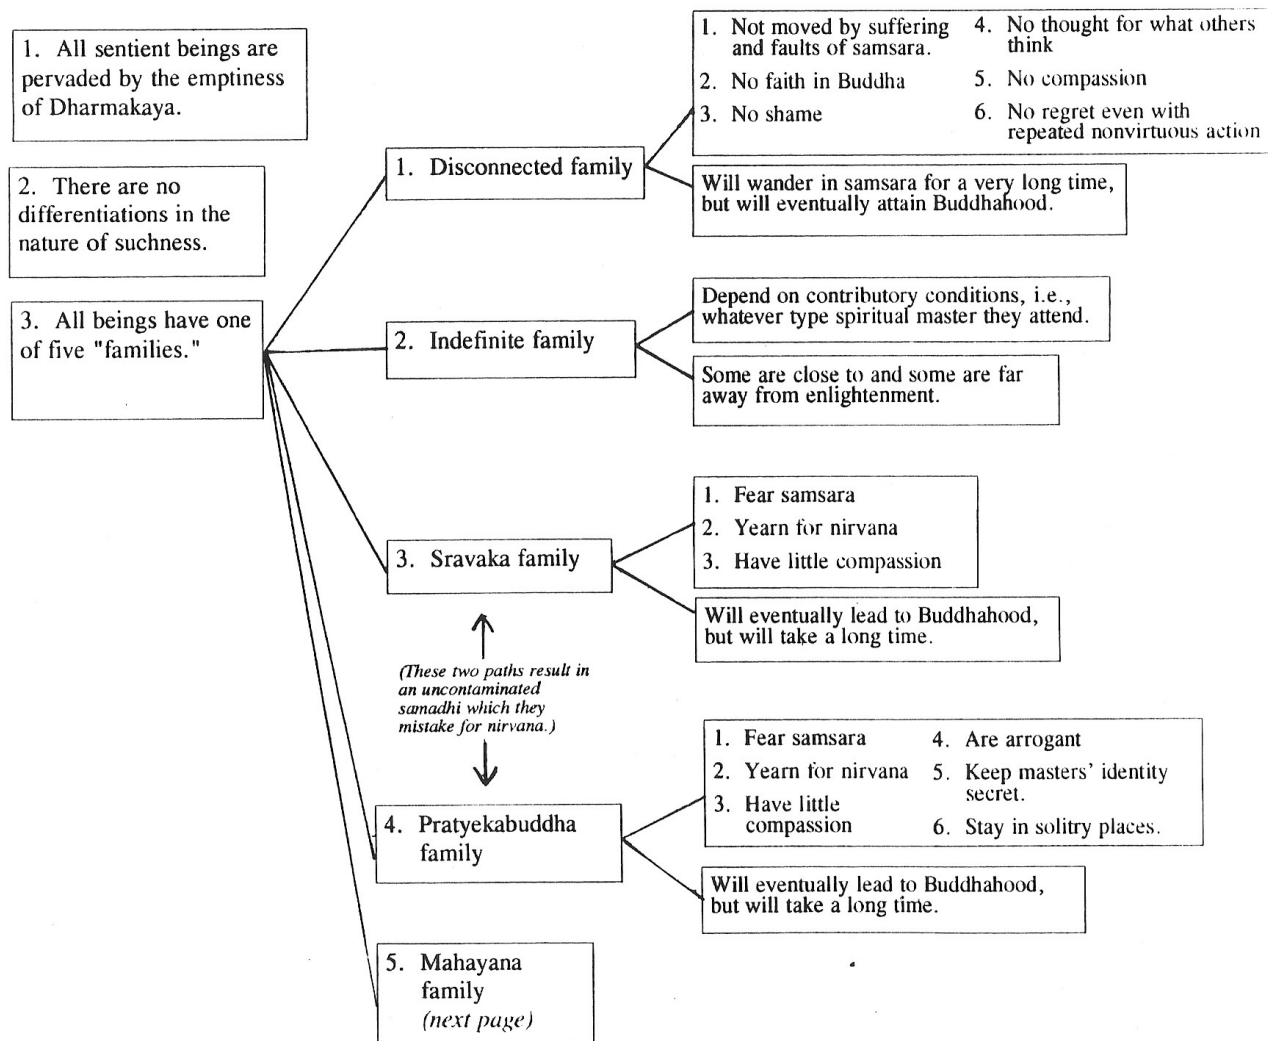 1. All sentient beings are
pervaded by the emptiness
of Dharmakaya.
2. There are no
differentiations in the
nature of suchness.
3. All beings have one
of five "families."
1. Disconnected family
1. Not moved by suffering
and faults of samsara.
2. No faith in Buddha
3. No shame
4. No thought for what others
think
5. No compassion
6. No regret even with
repeated nonvirtuous action
Will wander in samsara for a very long time,
but will eventually attain Buddhahood.
2. Indefinite family
Depend on contributory conditions, i.e.,
whatever type spiritual master they attend.
Some are close to and some are far
away from enlightenment.
3. Sravaka family
1. Fear samsara
2. Yearn for nirvana
3. Have little compassion
Will eventually lead to Buddhahood,
but will take a long time.
(These two paths result in
an uncontaminated
samadhi which they
mistake for nirvana.)
4. Pratyekabuddha
family
1. Fear samsara
2. Yearn for nirvana
3. Have little
compassion
4. Are arrogant
5. Keep masters' identity
secret.
6. Stay in solitry places.
Will eventually lead to Buddhahood,
but will take a long time.
5. Mahayana
family
(next page)